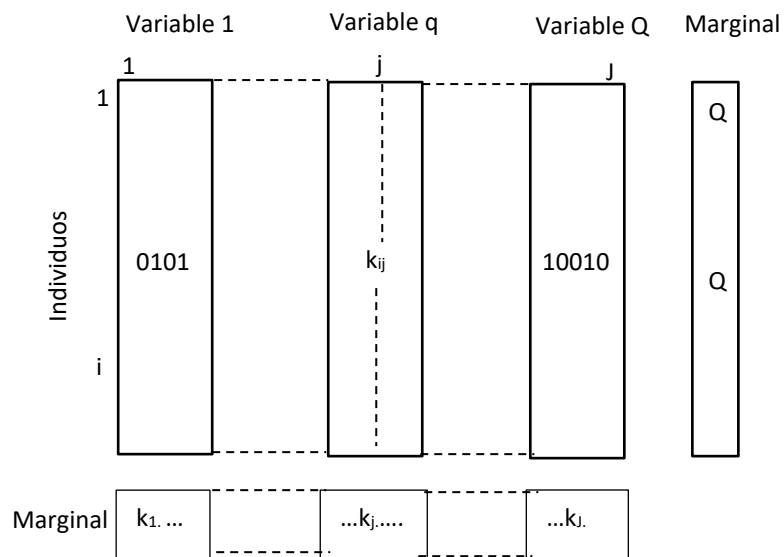 Variable 1 Variable q Variable Q Marginal
1 j J
1 Q
Individuos
0101 kij 10010 Q
i
Marginal k1. ... ...kj.... ...kJ.